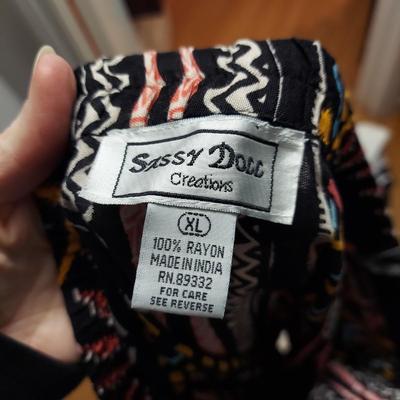 Sassy Doll
Creations
XL
100% RAYON
MADE IN INDIA
RN.89332
FOR CARE
SEE REVERSE